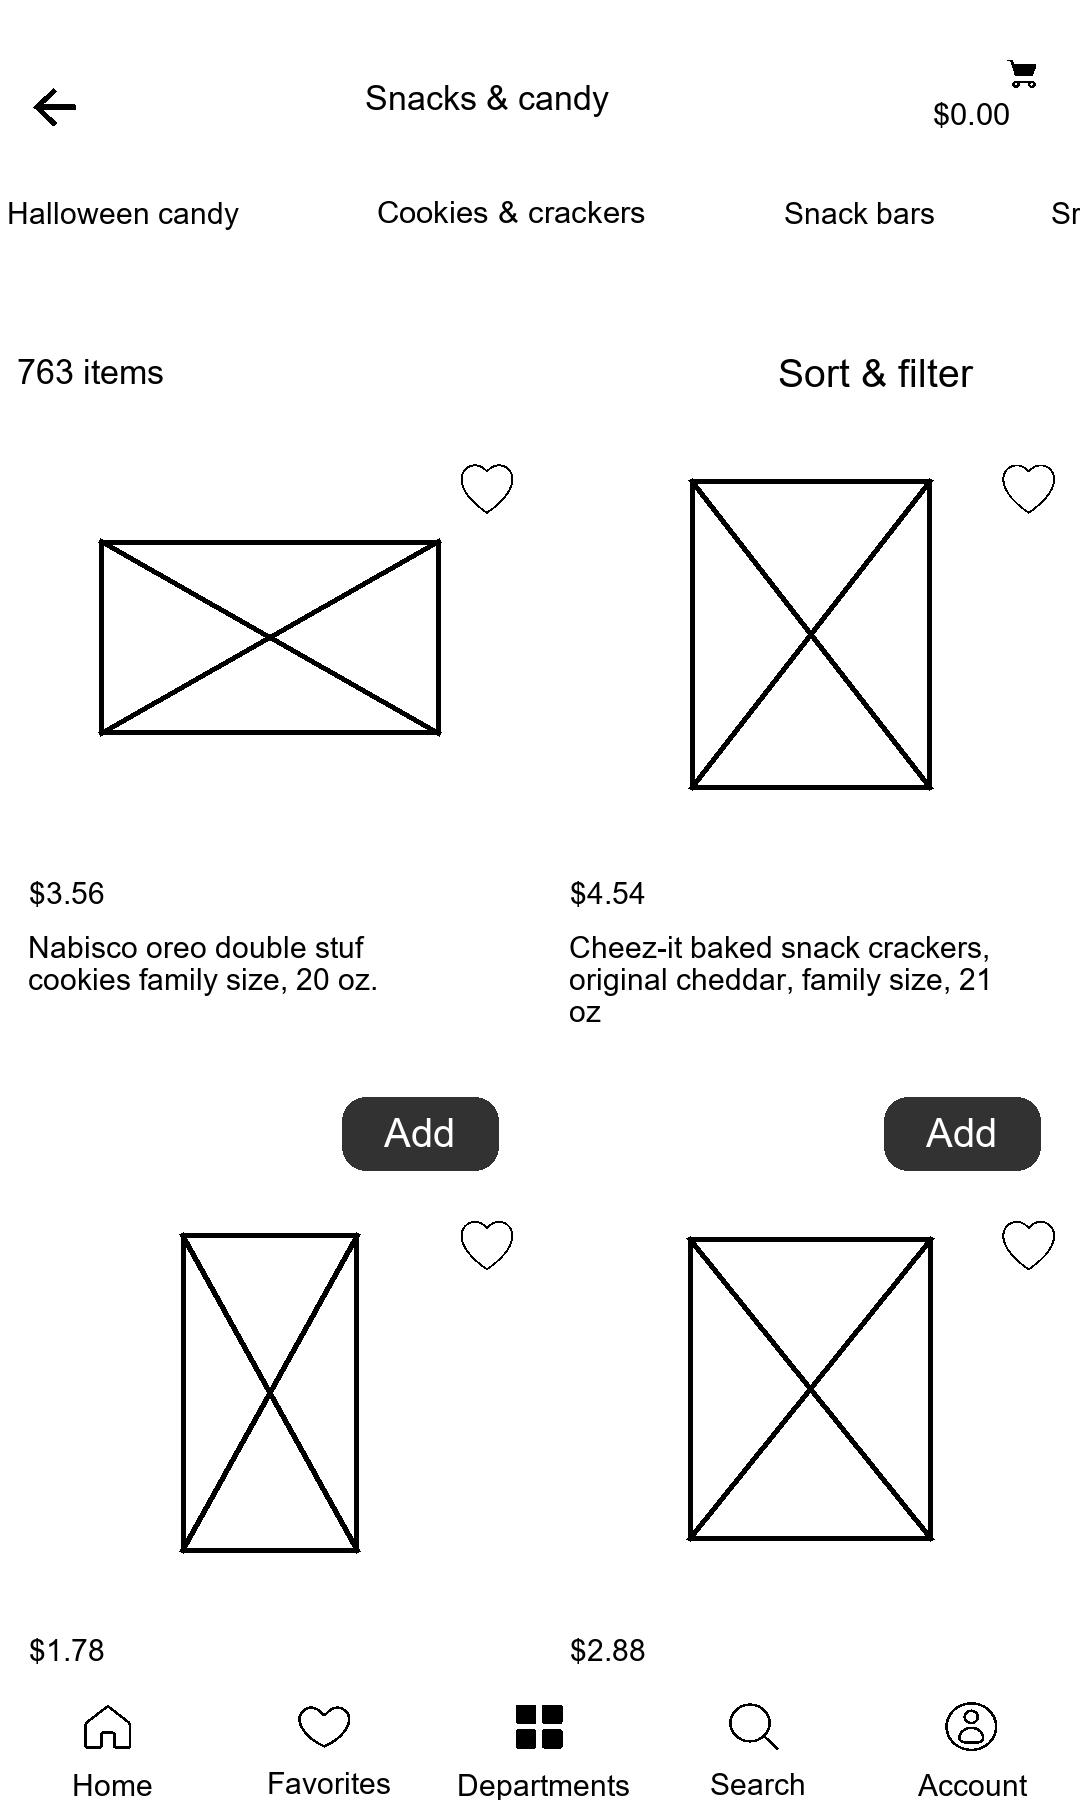 Snacks & candy
$0.00
Halloween candy Cookies & crackers Snack bars
763 items Sort & filter
$3.56 $4.54
Nabisco oreo double stuf
cookies family size, 20 oz.
Cheez-it baked snack crackers,
original cheddar, family size, 21
oz
Add Add
$1.78 $2.88
Home Favorites Departments Search Account